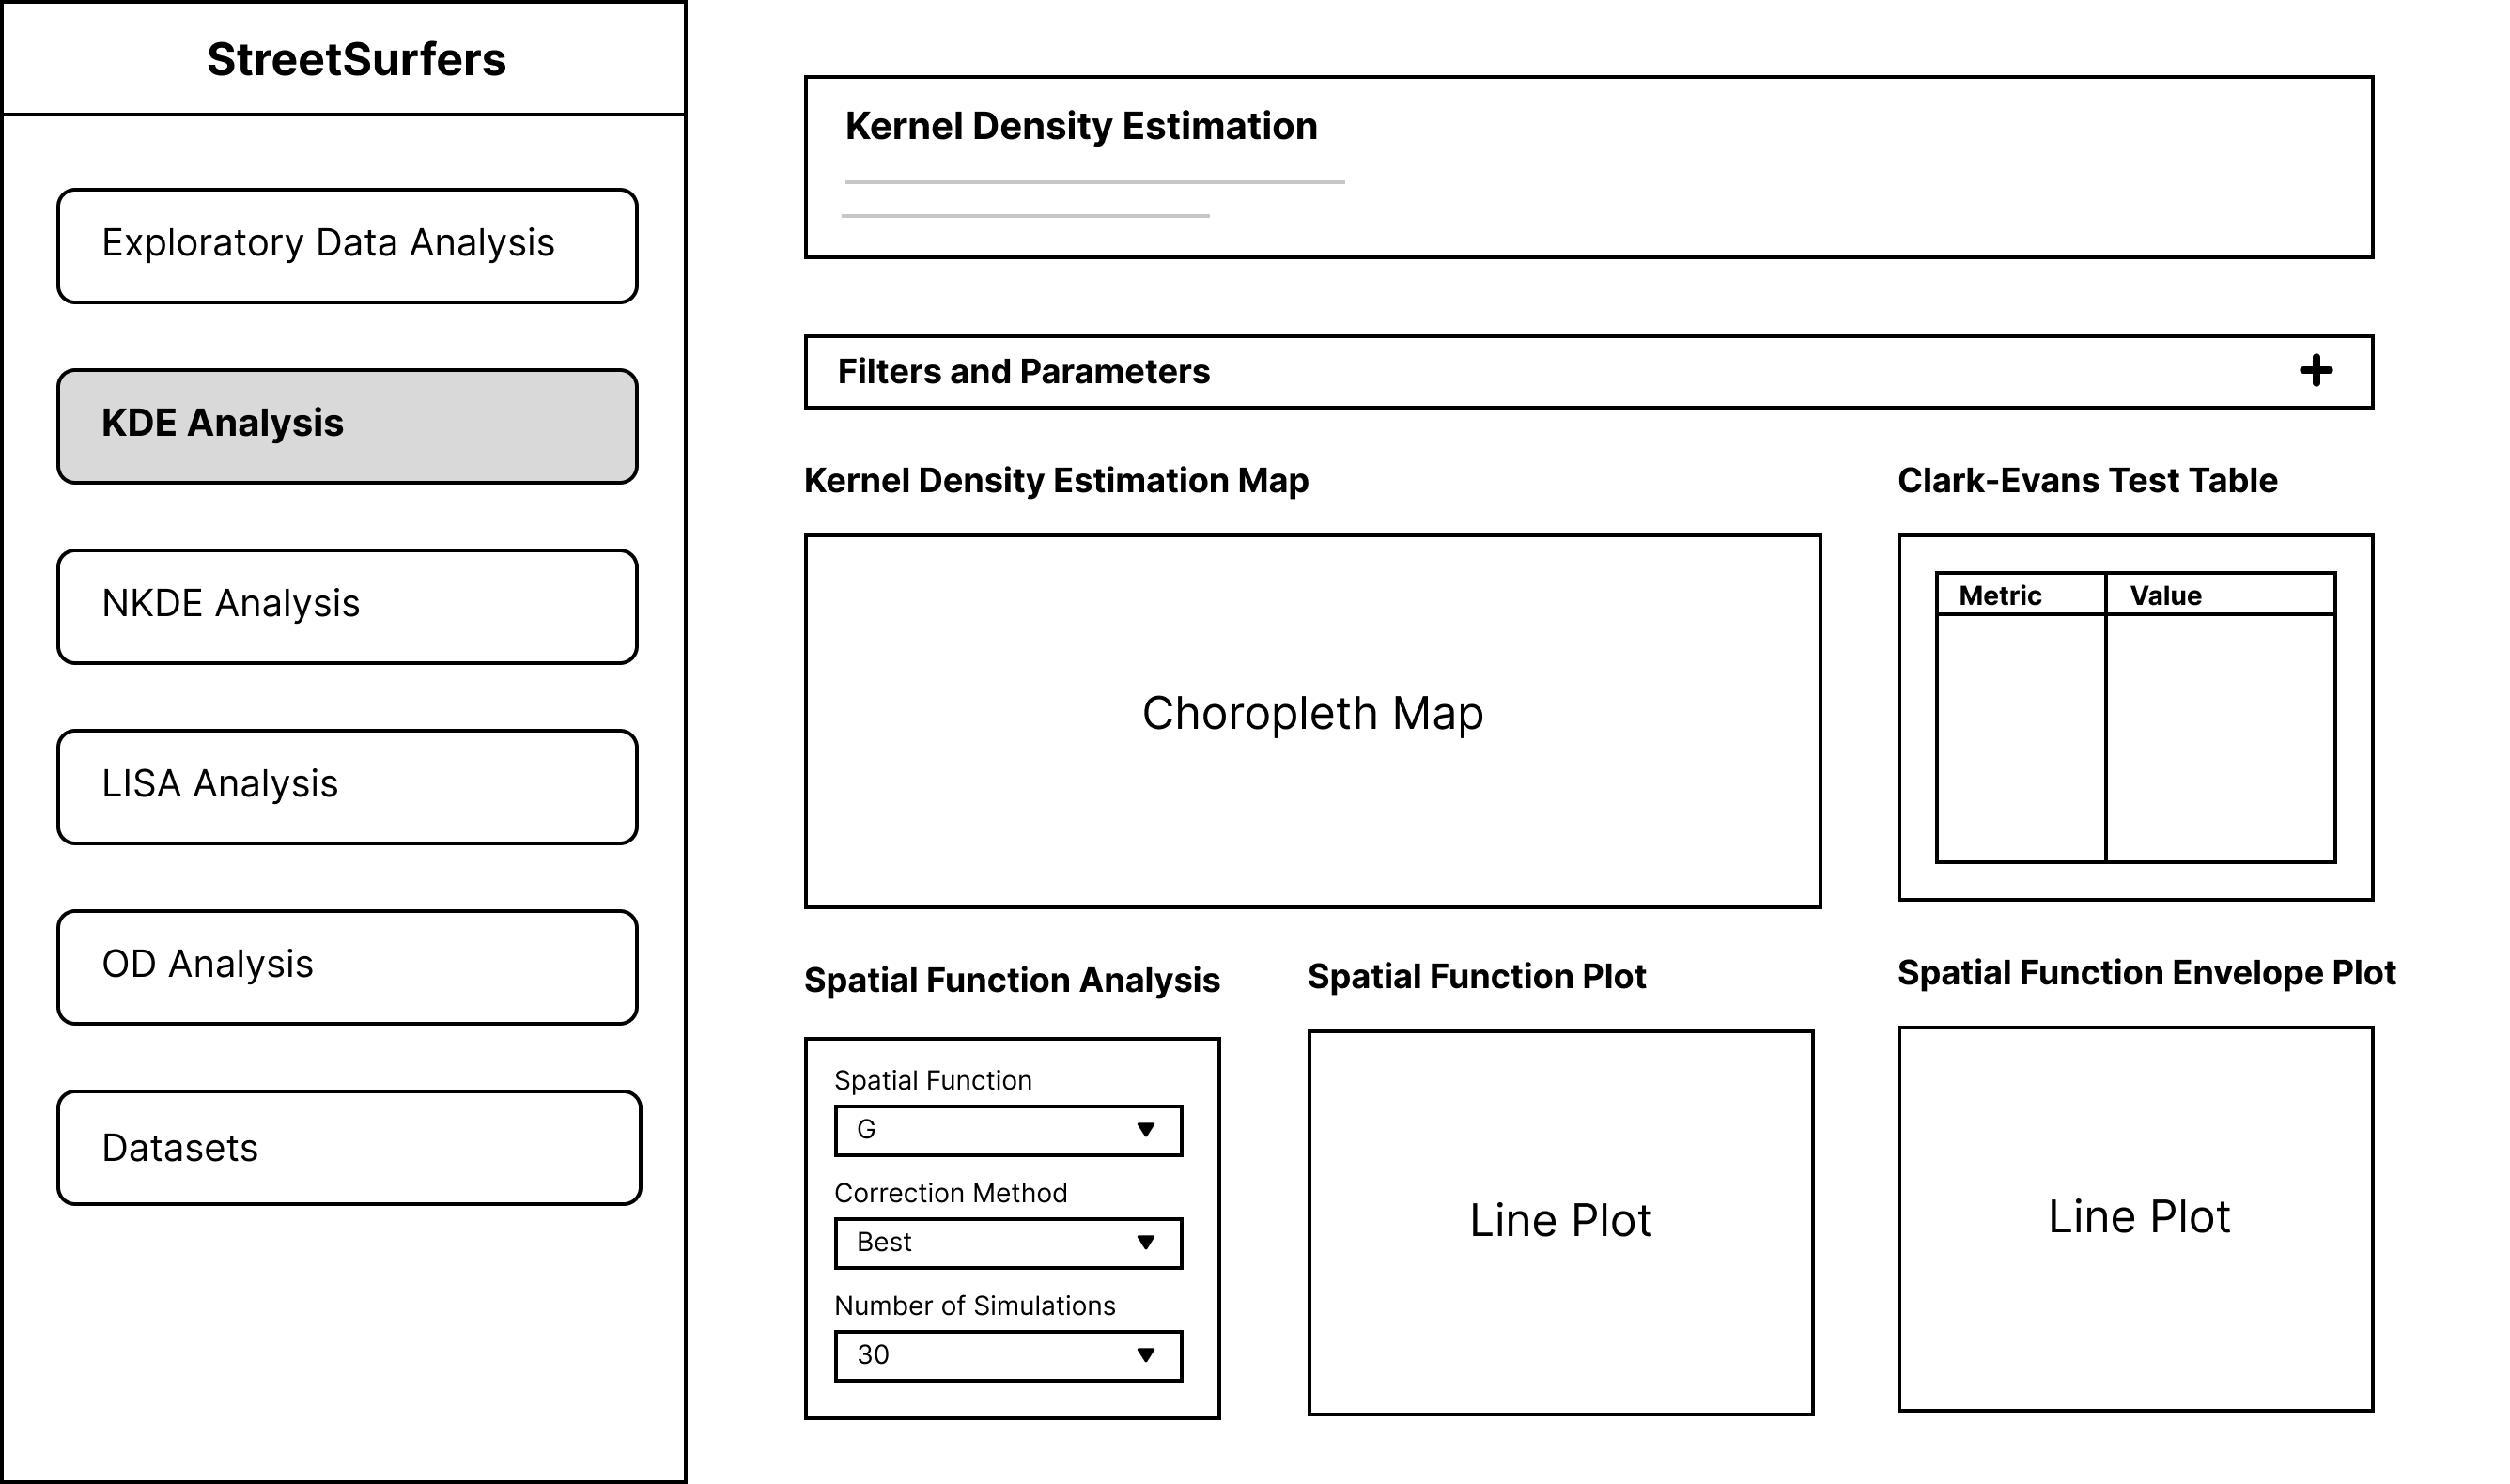 StreetSurfers
Exploratory Data Analysis
KDE Analysis
NKDE Analysis
LISA Analysis
OD Analysis
Datasets
Kernel Density Estimation
Filters and Parameters
Kernel Density Estimation Map
Choropleth Map
Clark-Evans Test Table
Metric Value
Spatial Function Analysis
Spatial Function
G
Correction Method
Best
Number of Simulations
30
Spatial Function Plot
Line Plot
Spatial Function Envelope Plot
Line Plot